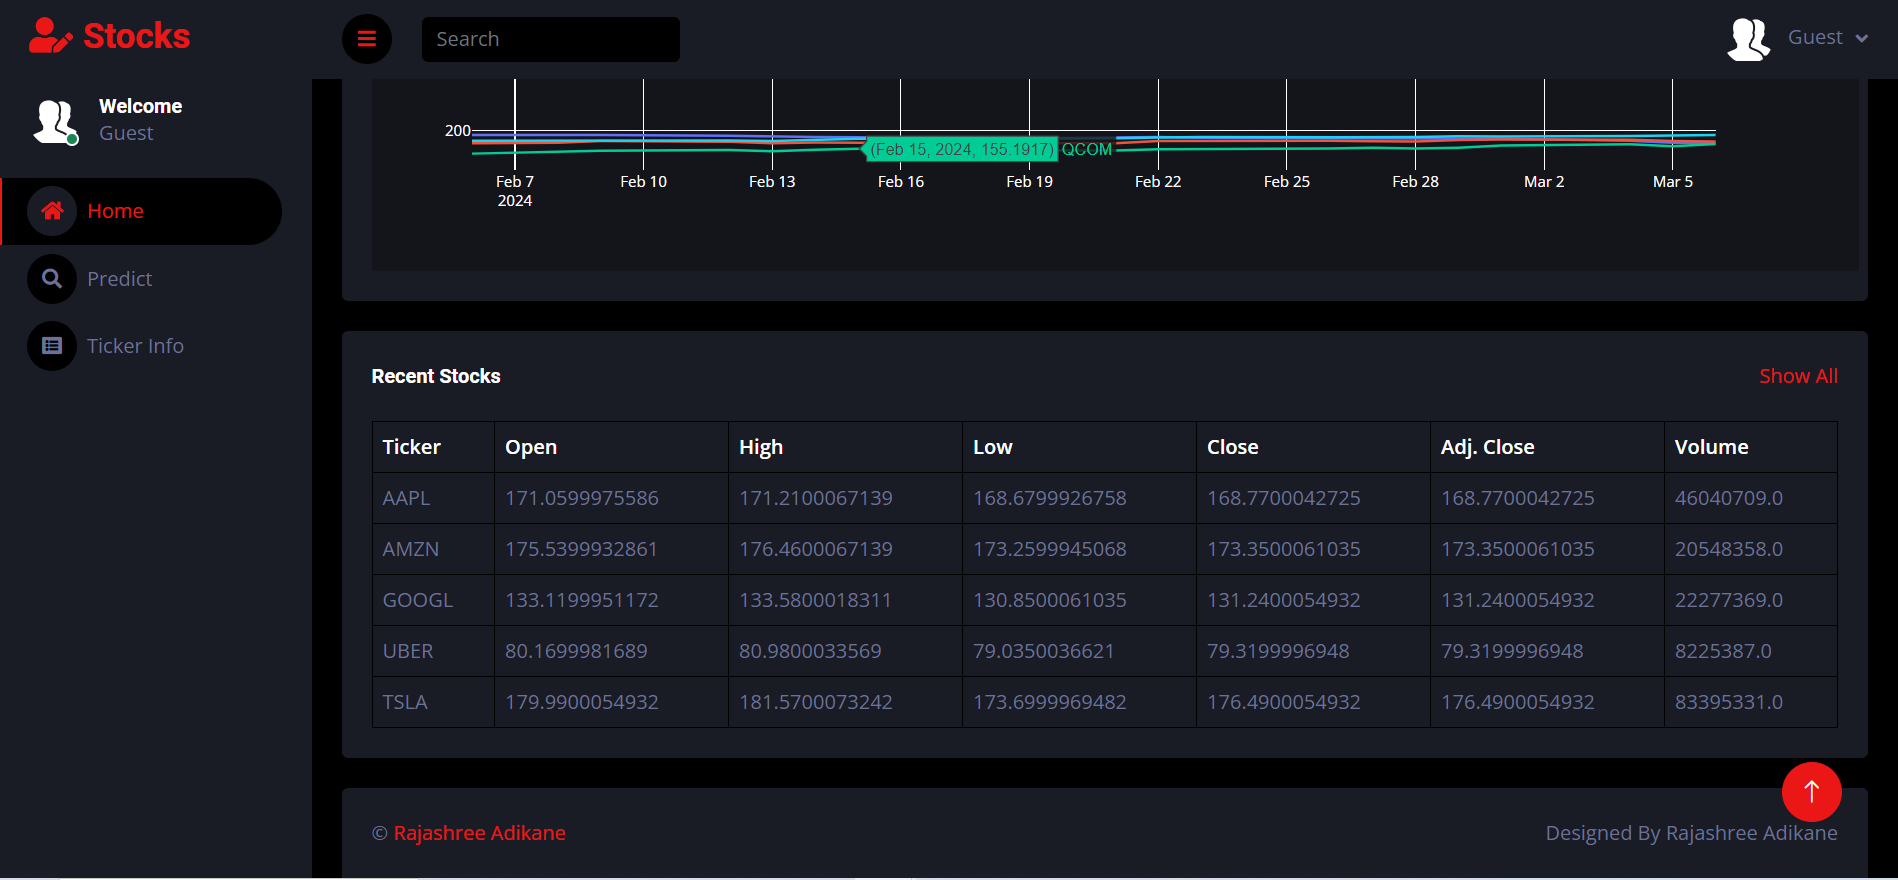 Stocks
Search
Guest
Welcome
Guest
Home
Predict
Ticker Info
200
(Feb 15, 2024, 155.1917) QCOM
Feb 7 Feb 10 Feb 13 Feb 16 Feb 19 Feb 22 Feb 25 Feb 28 Mar 2 Mar 5
2024
Recent Stocks Show All
Ticker Open High Low Close Adj. Close Volume
AAPL 171.0599975586 171.2100067139 168.6799926758 168.7700042725 168.7700042725 46040709.0
AMZN 175.5399932861 176.4600067139 173.2599945068 173.3500061035 173.3500061035 20548358.0
GOOGL 133.1199951172 133.5800018311 130.8500061035 131.2400054932 131.2400054932 22277369.0
UBER 80.1699981689 80.9800033569 79.0350036621 79.3199996948 79.3199996948 8225387.0
TSLA 179.9900054932 181.5700073242 173.6999969482 176.4900054932 176.4900054932 83395331.0
© Rajashree Adikane Designed By Rajashree Adikane